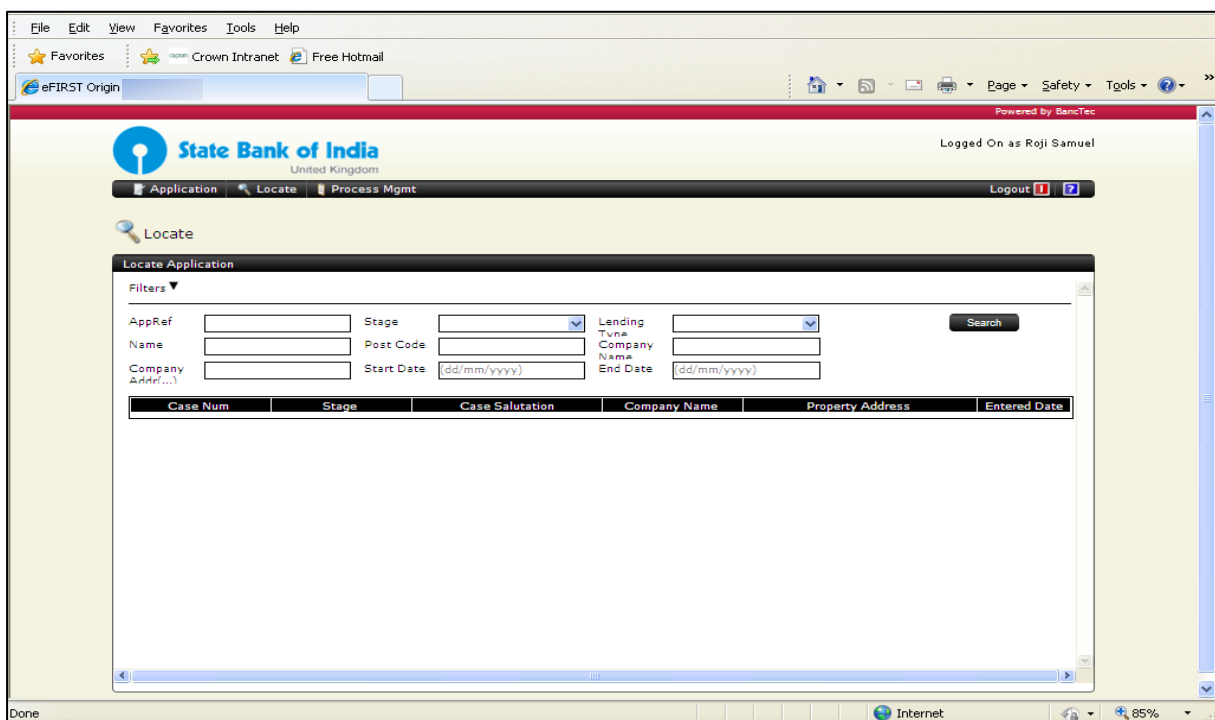 File Edit View Favorites Tools Help
Favorites Crown Intranet Free Hotmail
eFIRST Origin Page Safety Tools
Powered by BancTec
State Bank of India
United Kingdom
Logged On as Roji Samuel
Application Locate Process Mgmt Logout
Locate
Locate Application
Filters
AppRef Stage Lending Type Search
Name Post Code Company Name
Company Addr(...) Start Date (dd/mm/yyyy) End Date (dd/mm/yyyy)
Case Num Stage Case Salutation Company Name Property Address Entered Date
Done Internet 85%